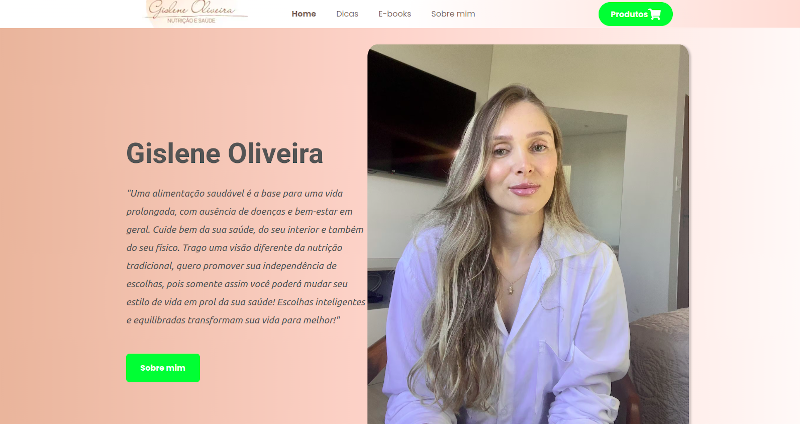 Gislene Oliveira
NUTRIÇÃO E SAÚDE
Home Dicas E-books Sobre mim Produtos
Gislene Oliveira
"Uma alimentação saudável é a base para uma vida
prolongada, com ausência de doenças e bem-estar em
geral. Cuide bem da sua saúde, do seu interior e também
do seu físico. Trago uma visão diferente da nutrição
tradicional, quero promover sua independência de
escolhas, pois somente assim você poderá mudar seu
estilo de vida em prol da sua saúde! Escolhas inteligentes
e equilibradas transformam sua vida para melhor!"
Sobre mim